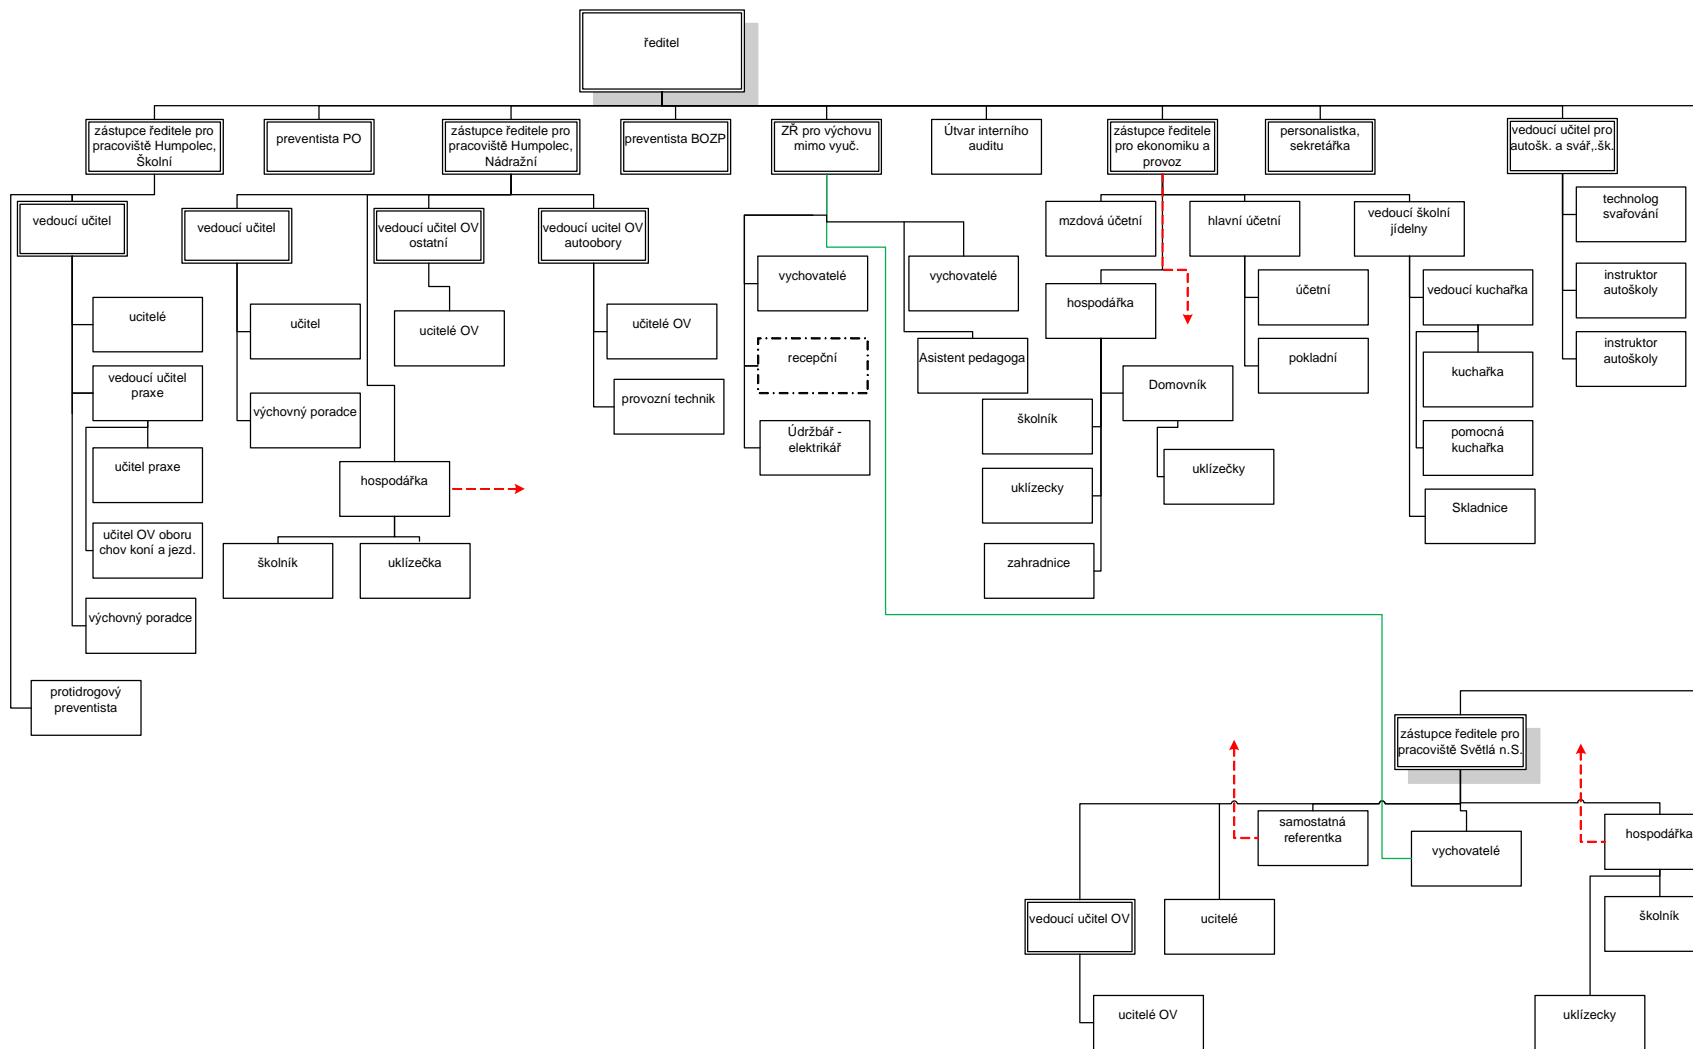 ředitel
zástupce ředitele pro
pracoviště Humpolec,
Školní
preventista PO
zástupce ředitele pro
pracoviště Humpolec,
Nádražní
preventista BOZP
ZŘ pro výchovu
mimo vyuč.
Útvar interního
auditu
zástupce ředitele
pro ekonomiku a
provoz
personalistka,
sekretářka
vedoucí učitel pro
autošk. a svář,.šk.
vedoucí učitel
vedoucí učitel
vedoucí učitel OV
ostatní
vedoucí ucitel OV
autoobory
mzdová účetní
hlavní účetní
vedoucí školní
jídelny
technolog
svařování
ucitelé
učitel
ucitelé OV
učitelé OV
vychovatelé
vychovatelé
hospodářka
účetní
vedoucí kuchařka
instruktor
autoškoly
vedoucí učitel
praxe
výchovný poradce
provozní technik
recepční
Asistent pedagoga
Domovník
pokladní
kuchařka
instruktor
autoškoly
učitel praxe
hospodářka
Údržbář -
elektrikář
školník
uklízečky
pomocná
kuchařka
učitel OV oboru
chov koní a jezd.
uklízecky
Skladnice
školník
uklízečka
zahradnice
výchovný poradce
protidrogový
preventista
zástupce ředitele pro
pracoviště Světlá n.S.
samostatná
referentka
vychovatelé
hospodářka
vedoucí učitel OV
ucitelé
školník
ucitelé OV
uklízecky